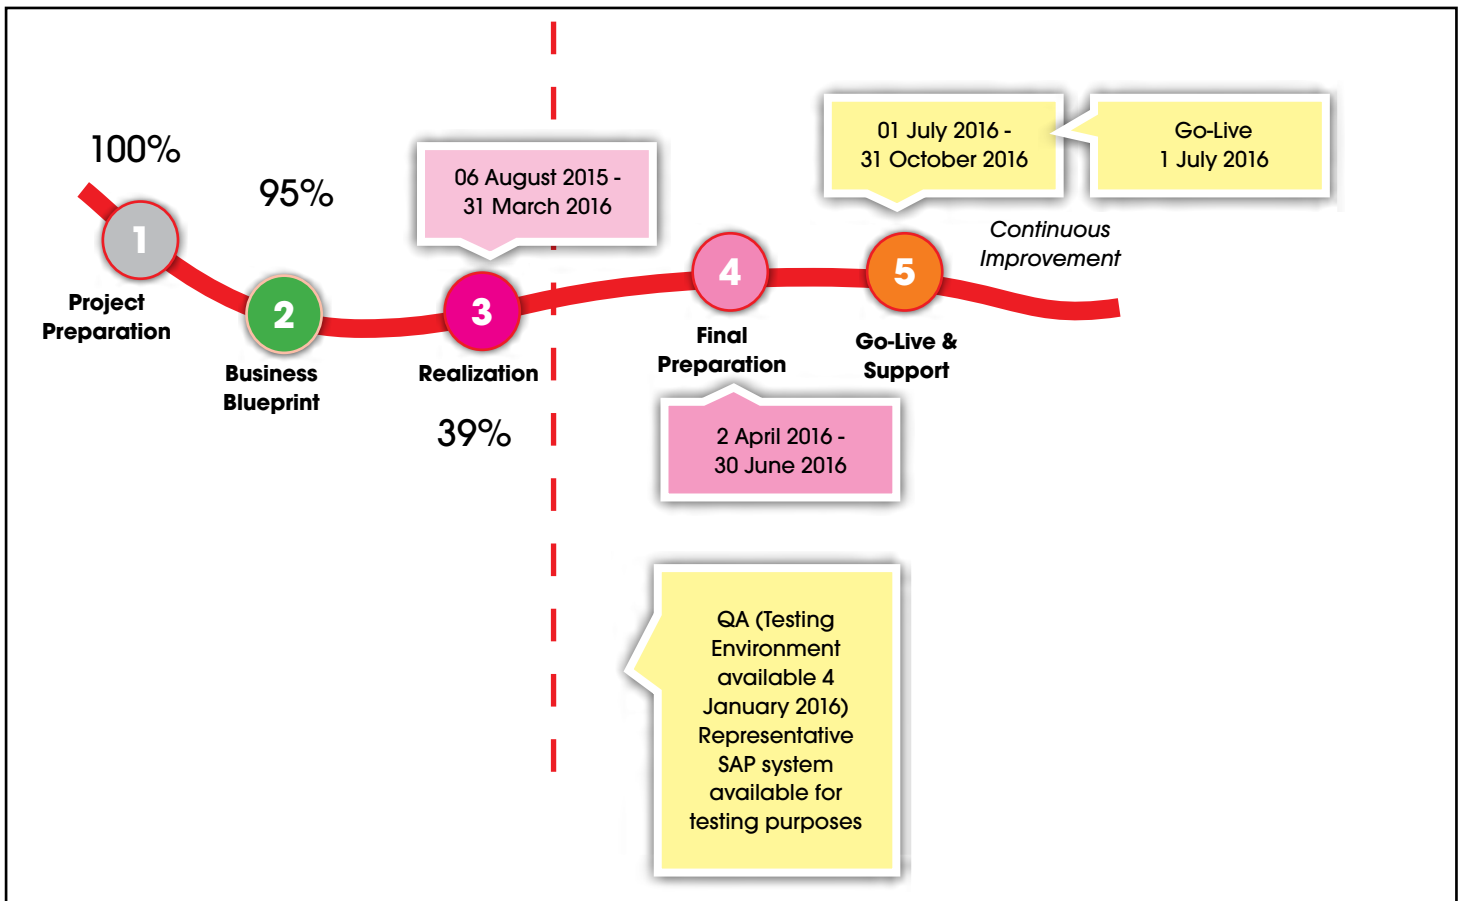 100%
1
Project
Preparation
95%
2
Business
Blueprint
06 August 2015 -
31 March 2016
3
Realization
39%
4
Final
Preparation
2 April 2016 -
30 June 2016
01 July 2016 -
31 October 2016
5
Go-Live &
Support
Go-Live
1 July 2016
Continuous
Improvement
QA (Testing
Environment
available 4
January 2016)
Representative
SAP system
available for
testing purposes